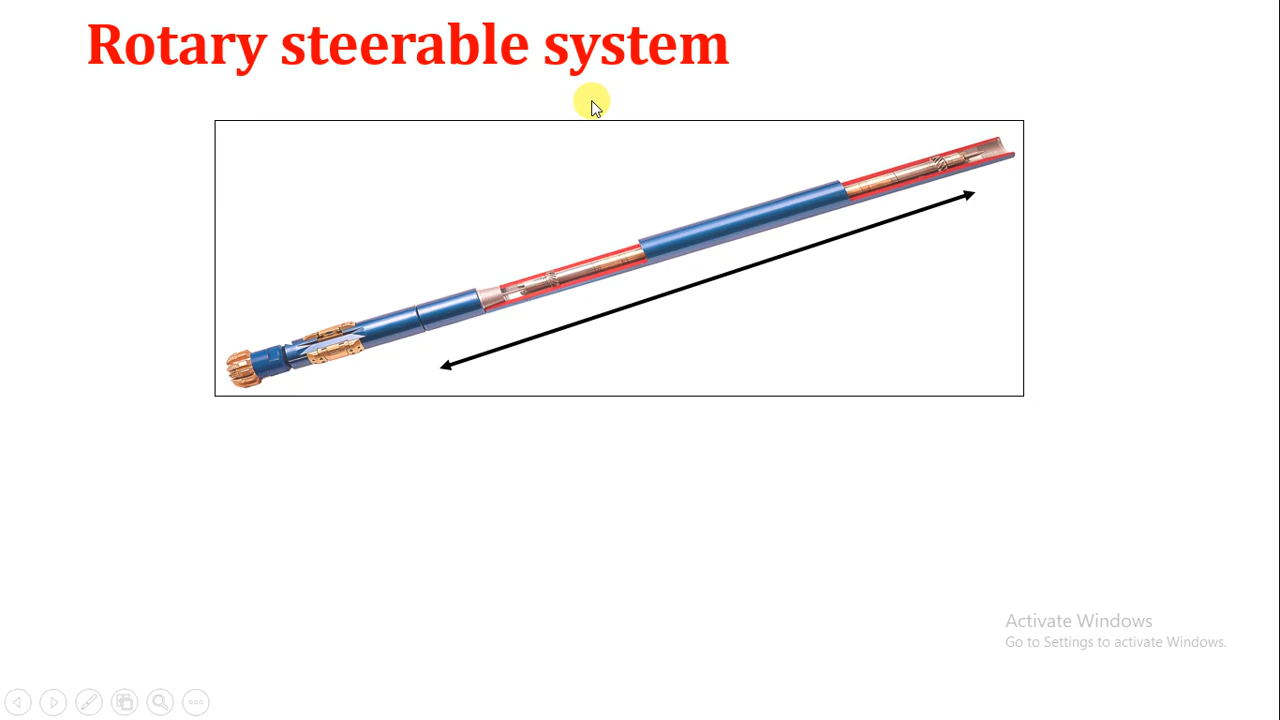 Rotary steerable system
Activate Windows
Go to Settings to activate Windows.